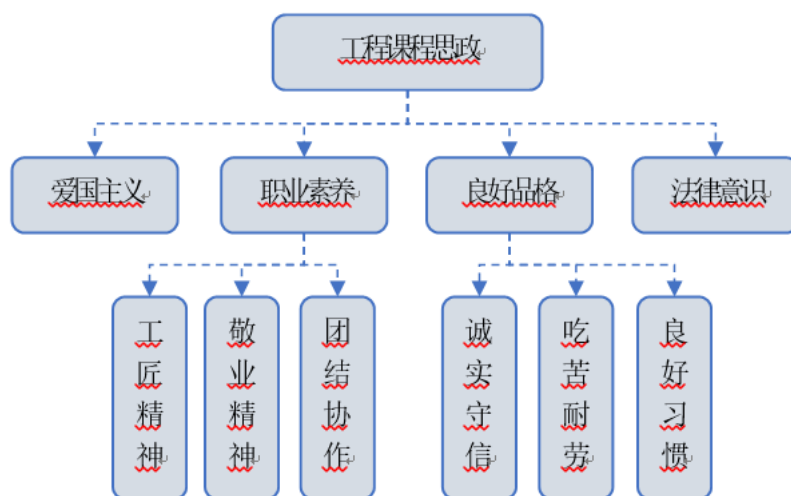 工程课程思政
爱国主义
职业素养
良好品格
法律意识
工匠精神
敬业精神
团结协作
诚实守信
吃苦耐劳
良好习惯